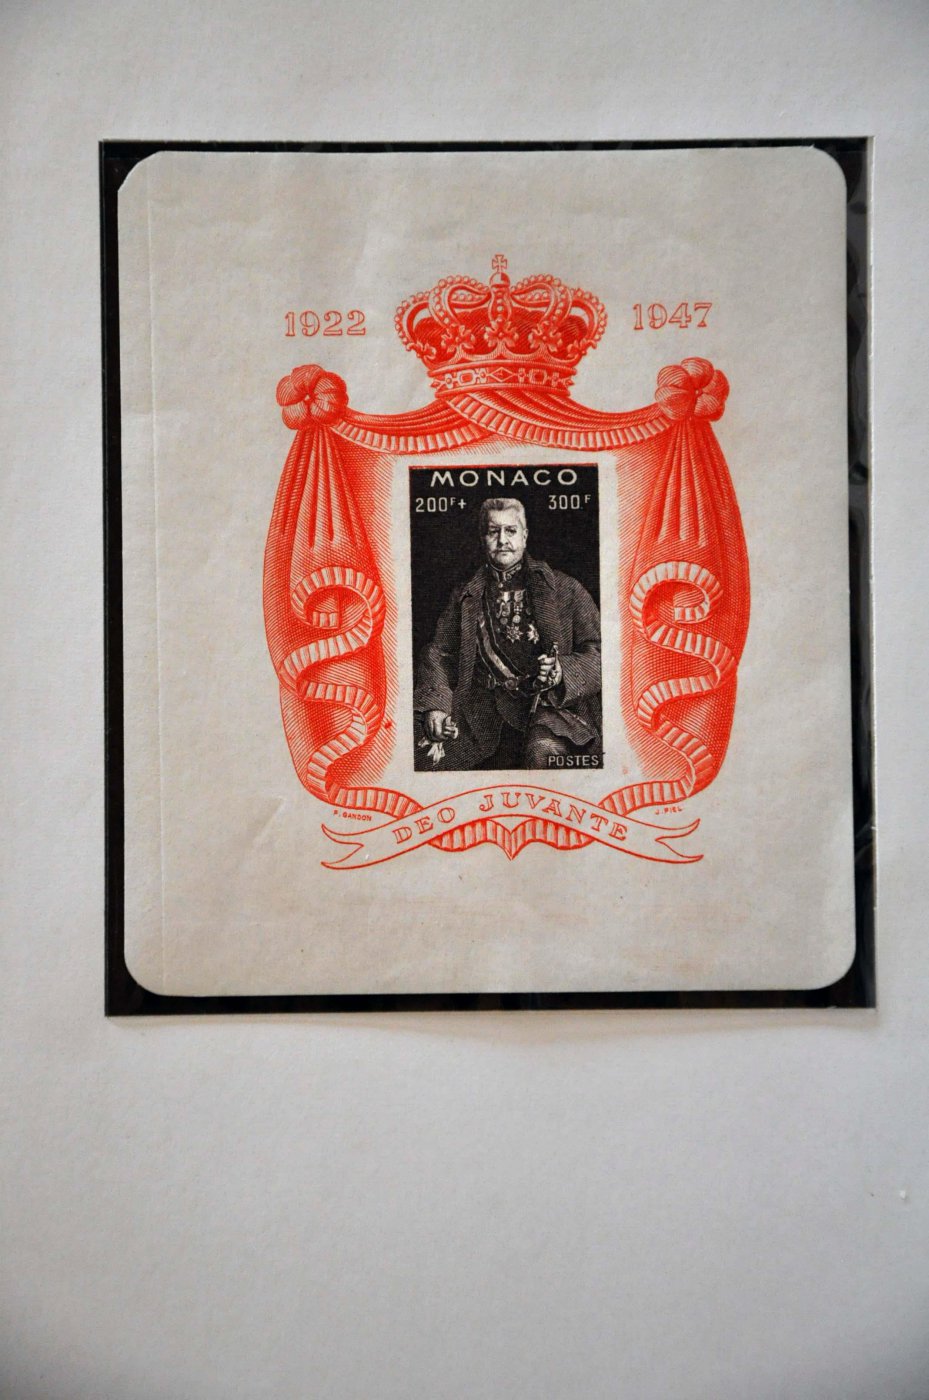 1922
1947
MONACO
200F+ 300F
POSTES
DEO JUVANTE
P. GANDON
J. PIEL